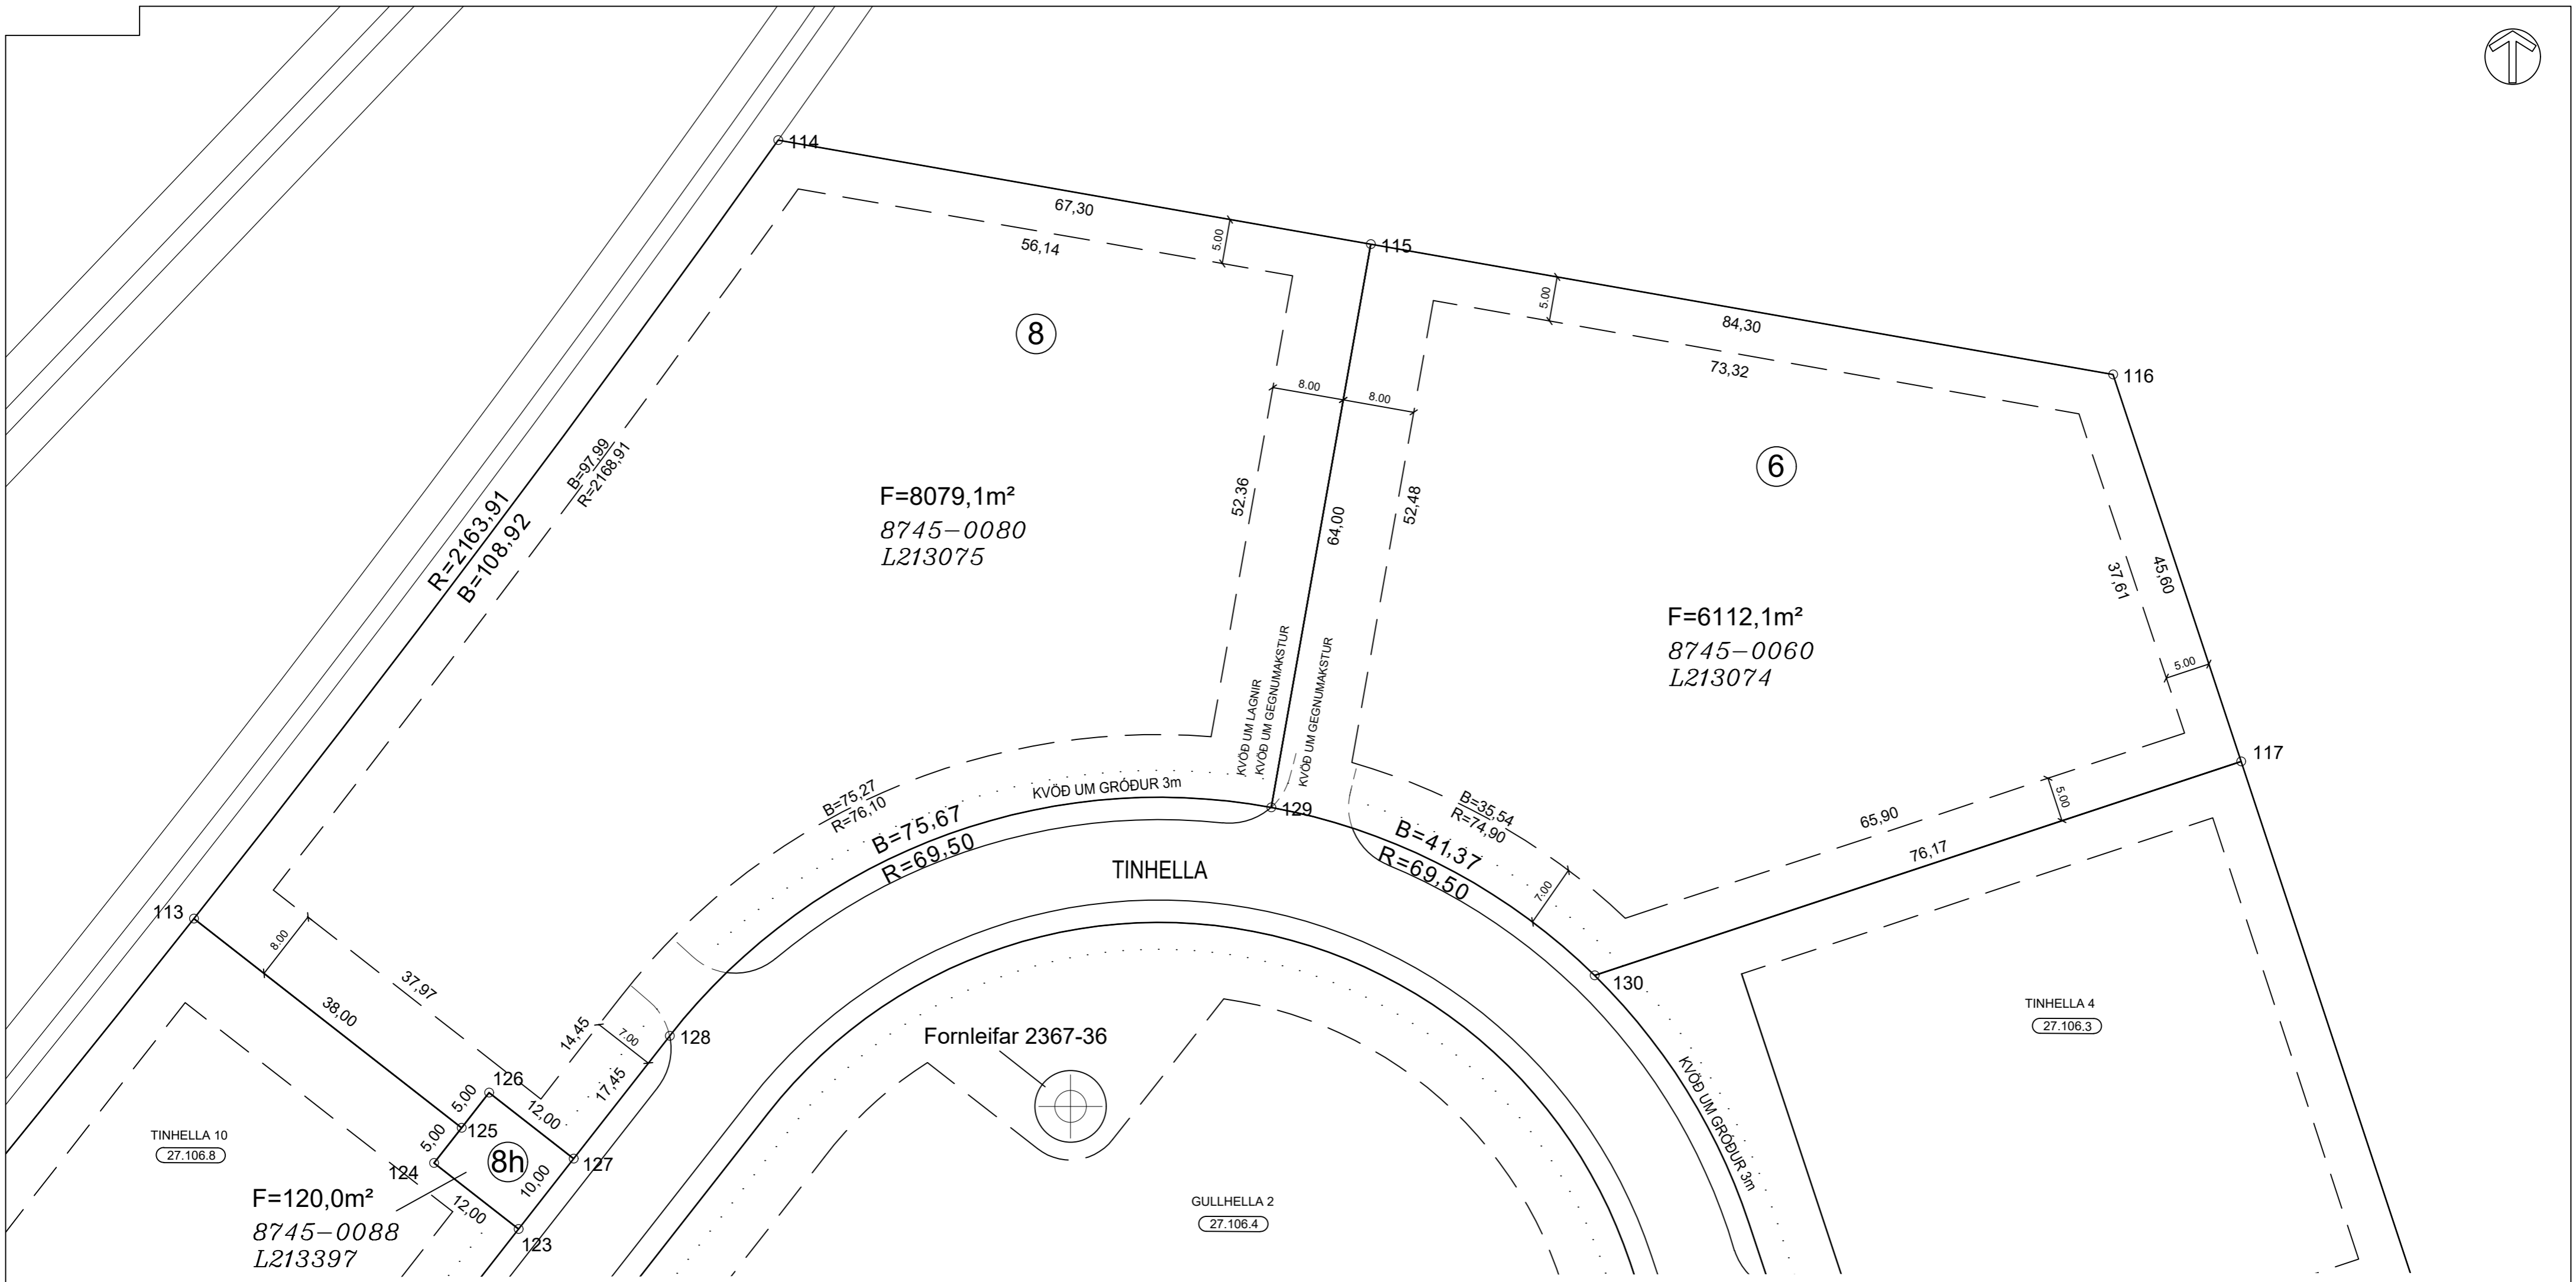 114
67,30
56,14
5.00
115
5.00
84,30
73,32
116
8
8.00
8.00
6
B=97,99
R=2168,91
R=2163,91
B=108,92
F=8079,1m²
8745-0080
L213075
52.36
64,00
52,48
37,61
45,60
F=6112,1m²
8745-0060
L213074
5.00
KVÖÐ UM LAGNIR
KVÖÐ UM GEGNUMAKSTUR
KVÖÐ UM GEGNUMAKSTUR
117
B=75,27
R=76,10
KVÖÐ UM GRÓÐUR 3m
129
B=75,67
R=69,50
B=35,54
R=74,90
B=41,37
R=69,50
7.00
65,90
5.00
76,17
TINHELLA
113
8.00
37,97
38,00
14,45
7.00
128
17,45
130
TINHELLA 4
27.106.3
Fornleifar 2367-36
KVÖÐ UM GRÓÐUR 3m
126
5,00
12,00
125
5,00
8h
127
124
10,00
12,00
123
TINHELLA 10
27.106.8
F=120,0m²
8745-0088
L213397
GULLHELLA 2
27.106.4